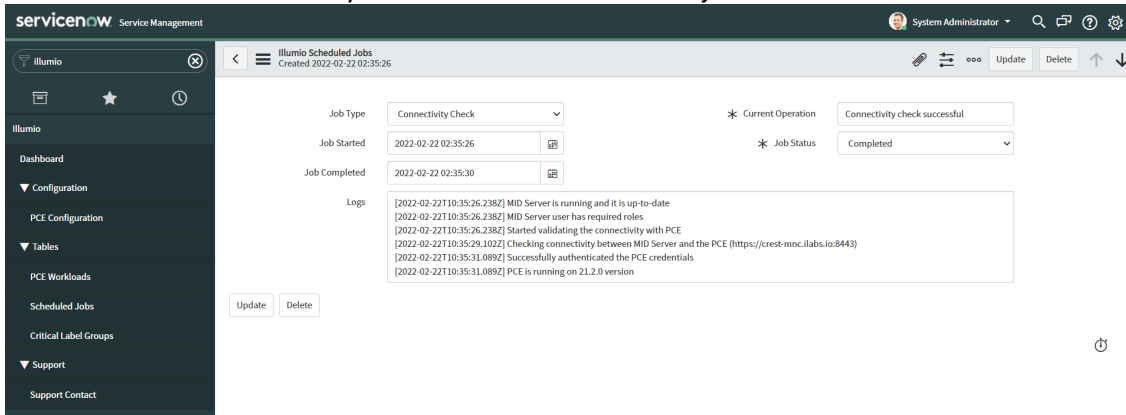 servicenow Service Management
System Administrator
illumio
Illumio Scheduled Jobs
Created 2022-02-22 02:35:26
Update
Delete
Illumio
Dashboard
Configuration
PCE Configuration
Tables
PCE Workloads
Scheduled Jobs
Critical Label Groups
Support
Support Contact
Job Type
Connectivity Check
Current Operation
Connectivity check successful
Job Started
2022-02-22 02:35:26
Job Status
Completed
Job Completed
2022-02-22 02:35:30
Logs
[2022-02-22T10:35:26.238Z] MID Server is running and it is up-to-date
[2022-02-22T10:35:26.238Z] MID Server user has required roles
[2022-02-22T10:35:26.238Z] Started validating the connectivity with PCE
[2022-02-22T10:35:29.102Z] Checking connectivity between MID Server and the PCE (https://crest-mnc.ilabs.io:8443)
[2022-02-22T10:35:31.089Z] Successfully authenticated the PCE credentials
[2022-02-22T10:35:31.089Z] PCE is running on 21.2.0 version
Update
Delete